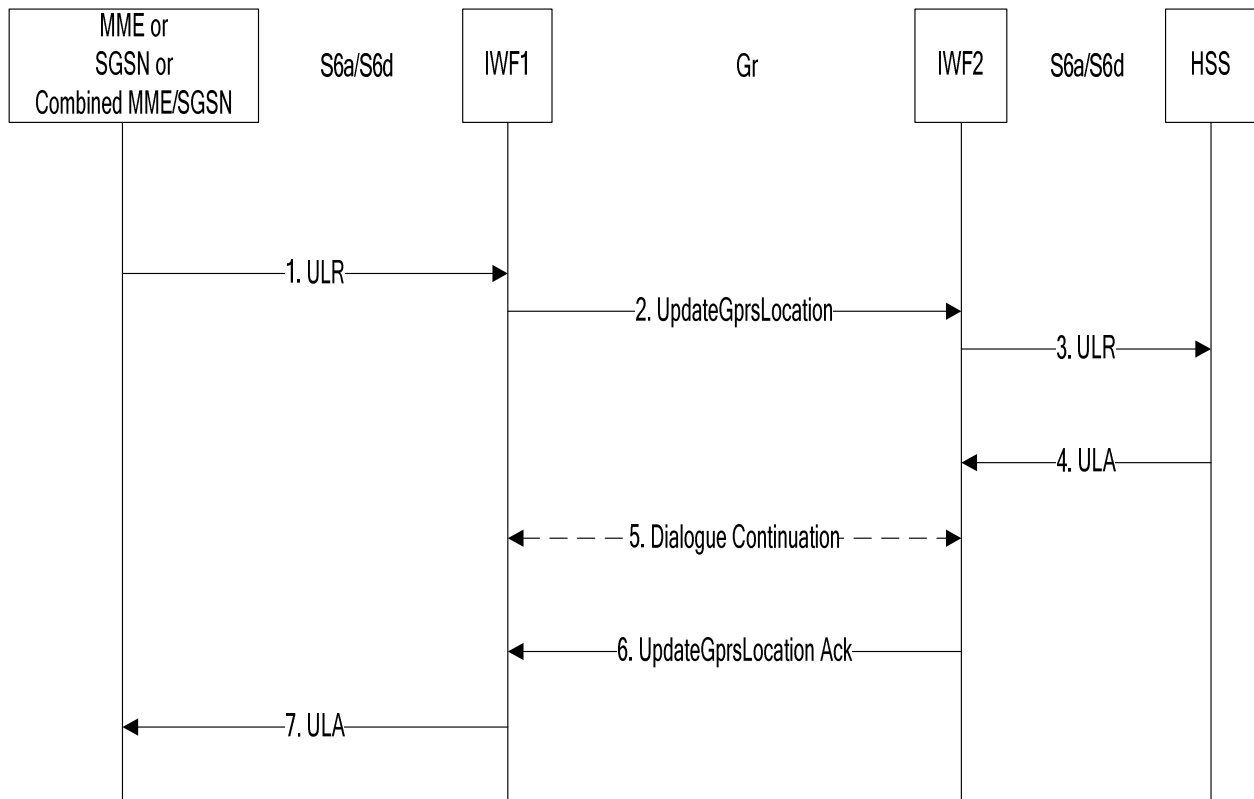 MME or
SGSN or
Combined MME/SGSN
S6a/S6d
IWF1
Gr
IWF2
S6a/S6d
HSS
1. ULR
2. UpdateGprsLocation
3. ULR
4. ULA
5. Dialogue Continuation
6. UpdateGprsLocation Ack
7. ULA